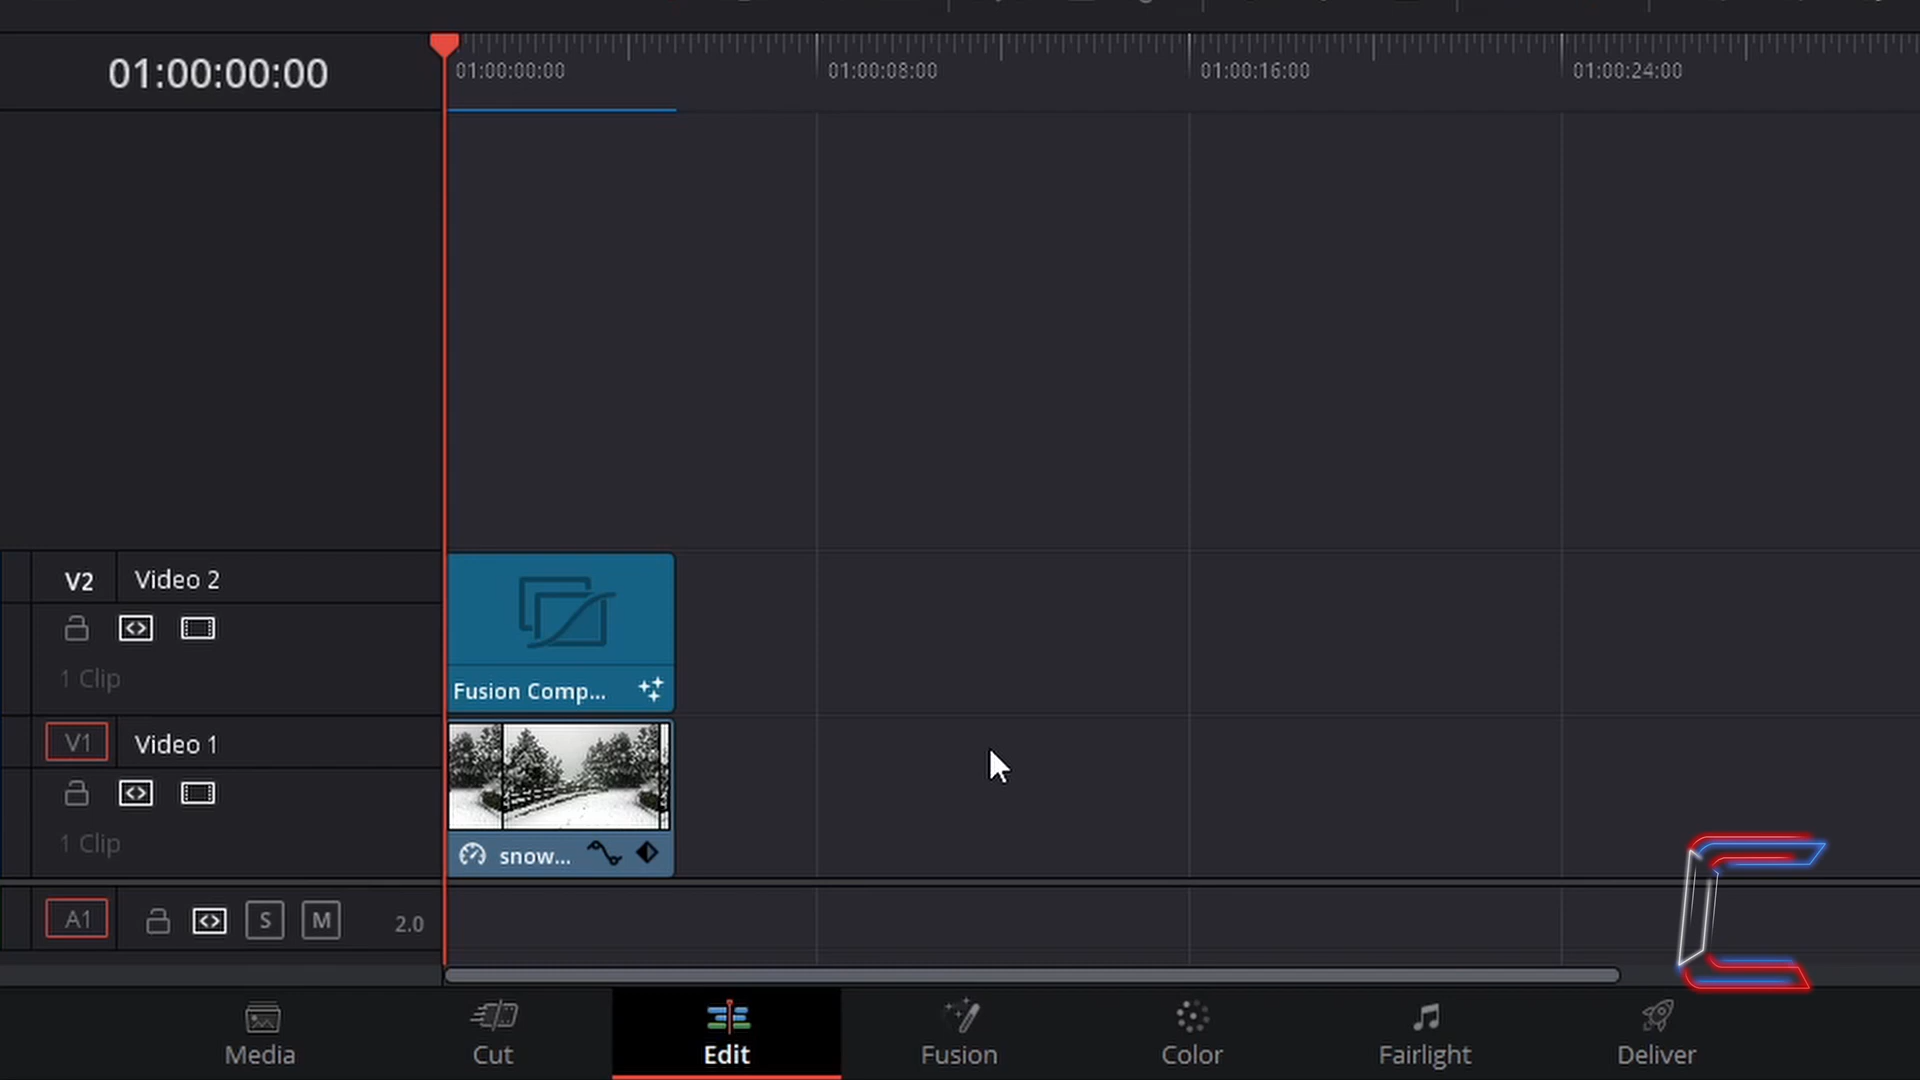 01:00:00:00
01:00:00:00 01:00:08:00 01:00:16:00 01:00:24:00
V2 Video 2
1 Clip
Fusion Comp...
V1 Video 1
1 Clip
snow...
A1 S M 2.0
Media Cut Edit Fusion Color Fairlight Deliver